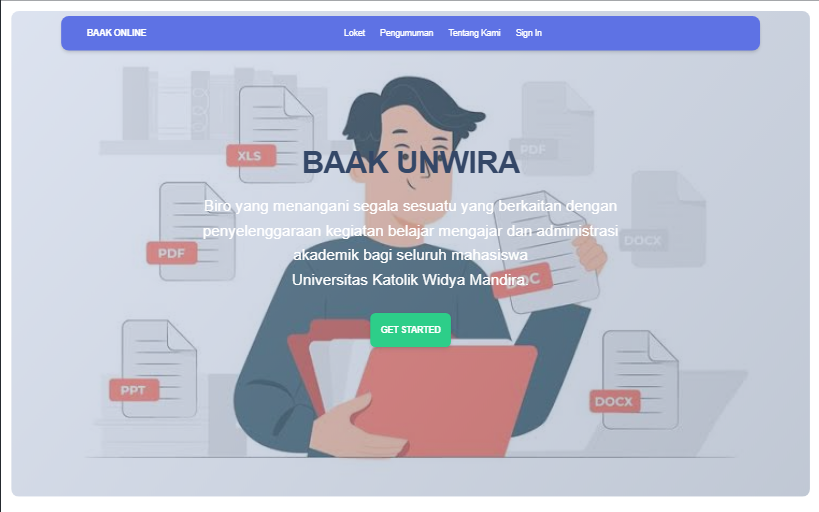 BAAK ONLINE Loket Pengumuman Tentang Kami Sign In
XLS
PDF
BAAK UNWIRA
Biro yang menangani segala sesuatu yang berkaitan dengan
penyelenggaraan kegiatan belajar mengajar dan administrasi
akademik bagi seluruh mahasiswa
Universitas Katolik Widya Mandira.
DOCX
PDF
DOC
GET STARTED
PPT
DOCX